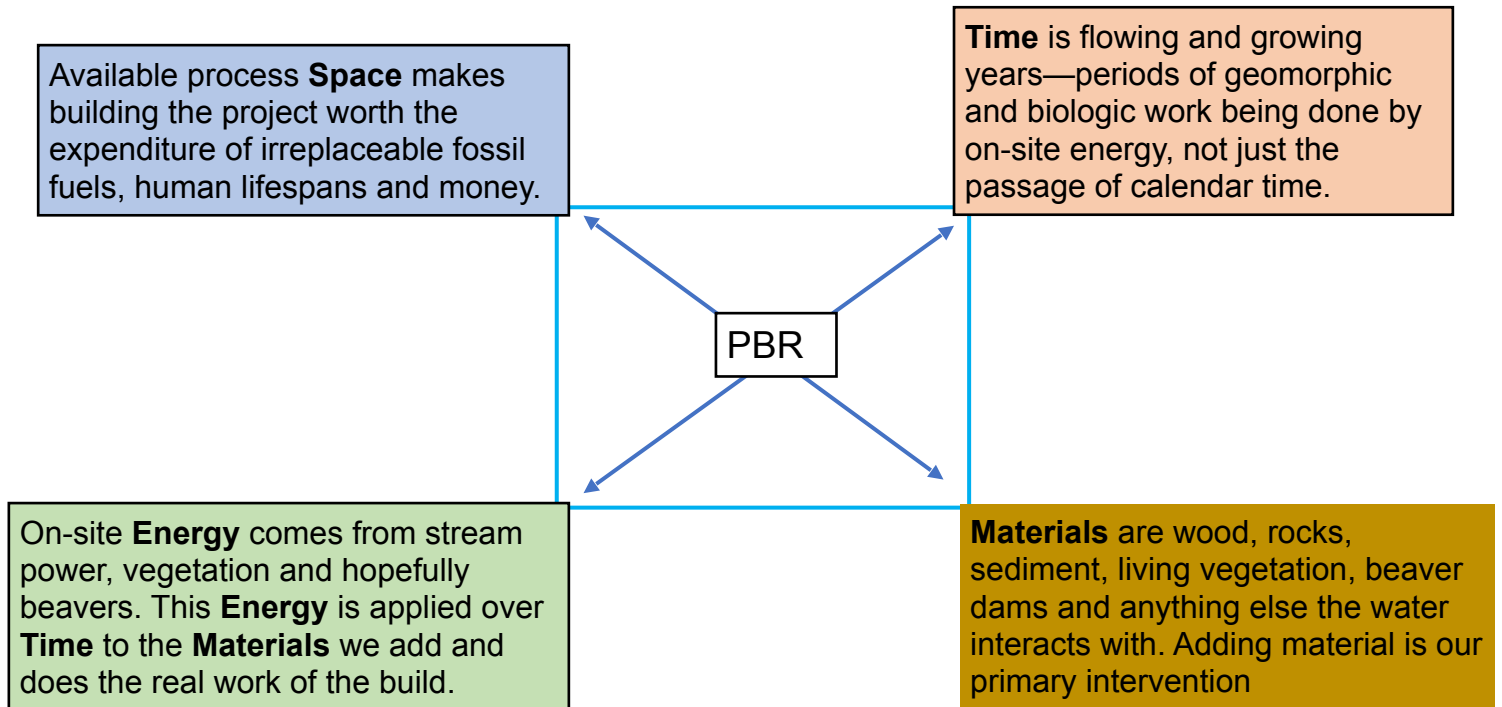 Available process Space makes
building the project worth the
expenditure of irreplaceable fossil
fuels, human lifespans and money.
Time is flowing and growing
years—periods of geomorphic
and biologic work being done by
on-site energy, not just the
passage of calendar time.
PBR
On-site Energy comes from stream
power, vegetation and hopefully
beavers. This Energy is applied over
Time to the Materials we add and
does the real work of the build.
Materials are wood, rocks,
sediment, living vegetation, beaver
dams and anything else the water
interacts with. Adding material is our
primary intervention